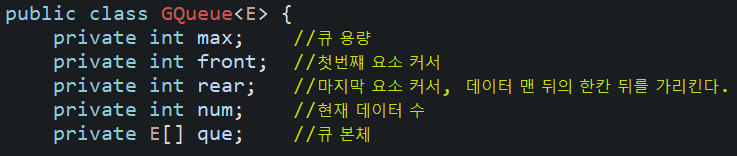 public class GQueue<E> {
private int max; //큐 용량
private int front; //첫번쨰 요소 커서
private int rear; //마지막 요소 커서, 데이터 맨 뒤의 한칸 뒤를 가리킨다.
private int num; //현재 데이터 수
private E[] que; //큐 본체